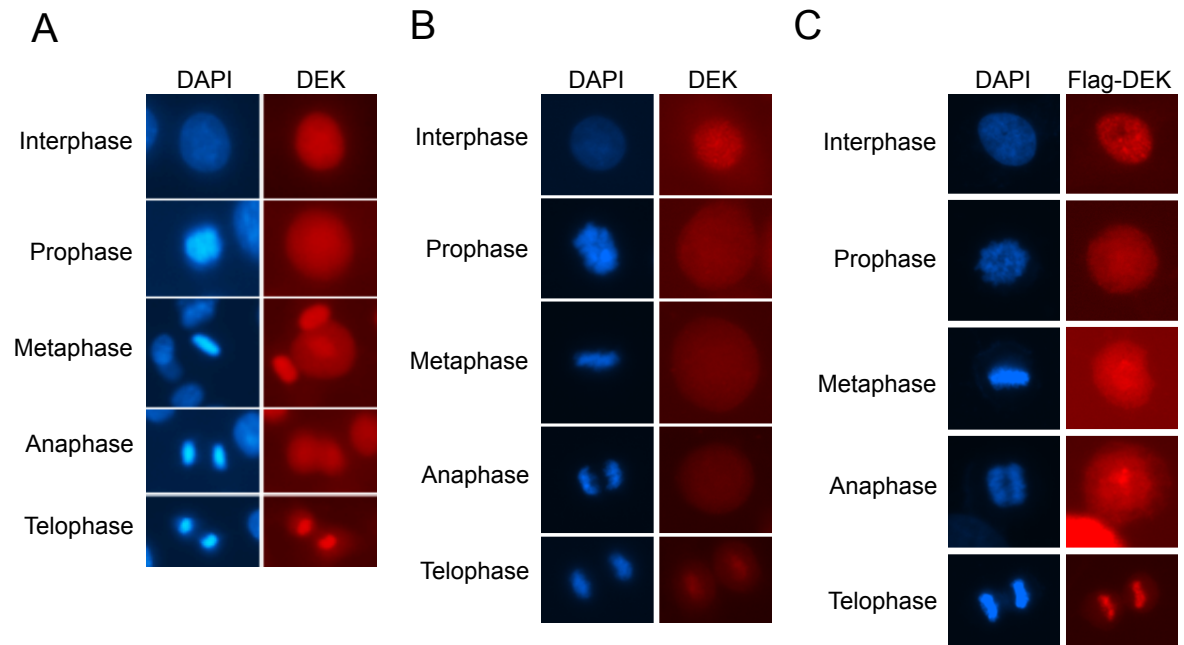 A
DAPI DEK
Interphase
Prophase
Metaphase
Anaphase
Telophase
B
DAPI DEK
Interphase
Prophase
Metaphase
Anaphase
Telophase
C
DAPI Flag-DEK
Interphase
Prophase
Metaphase
Anaphase
Telophase